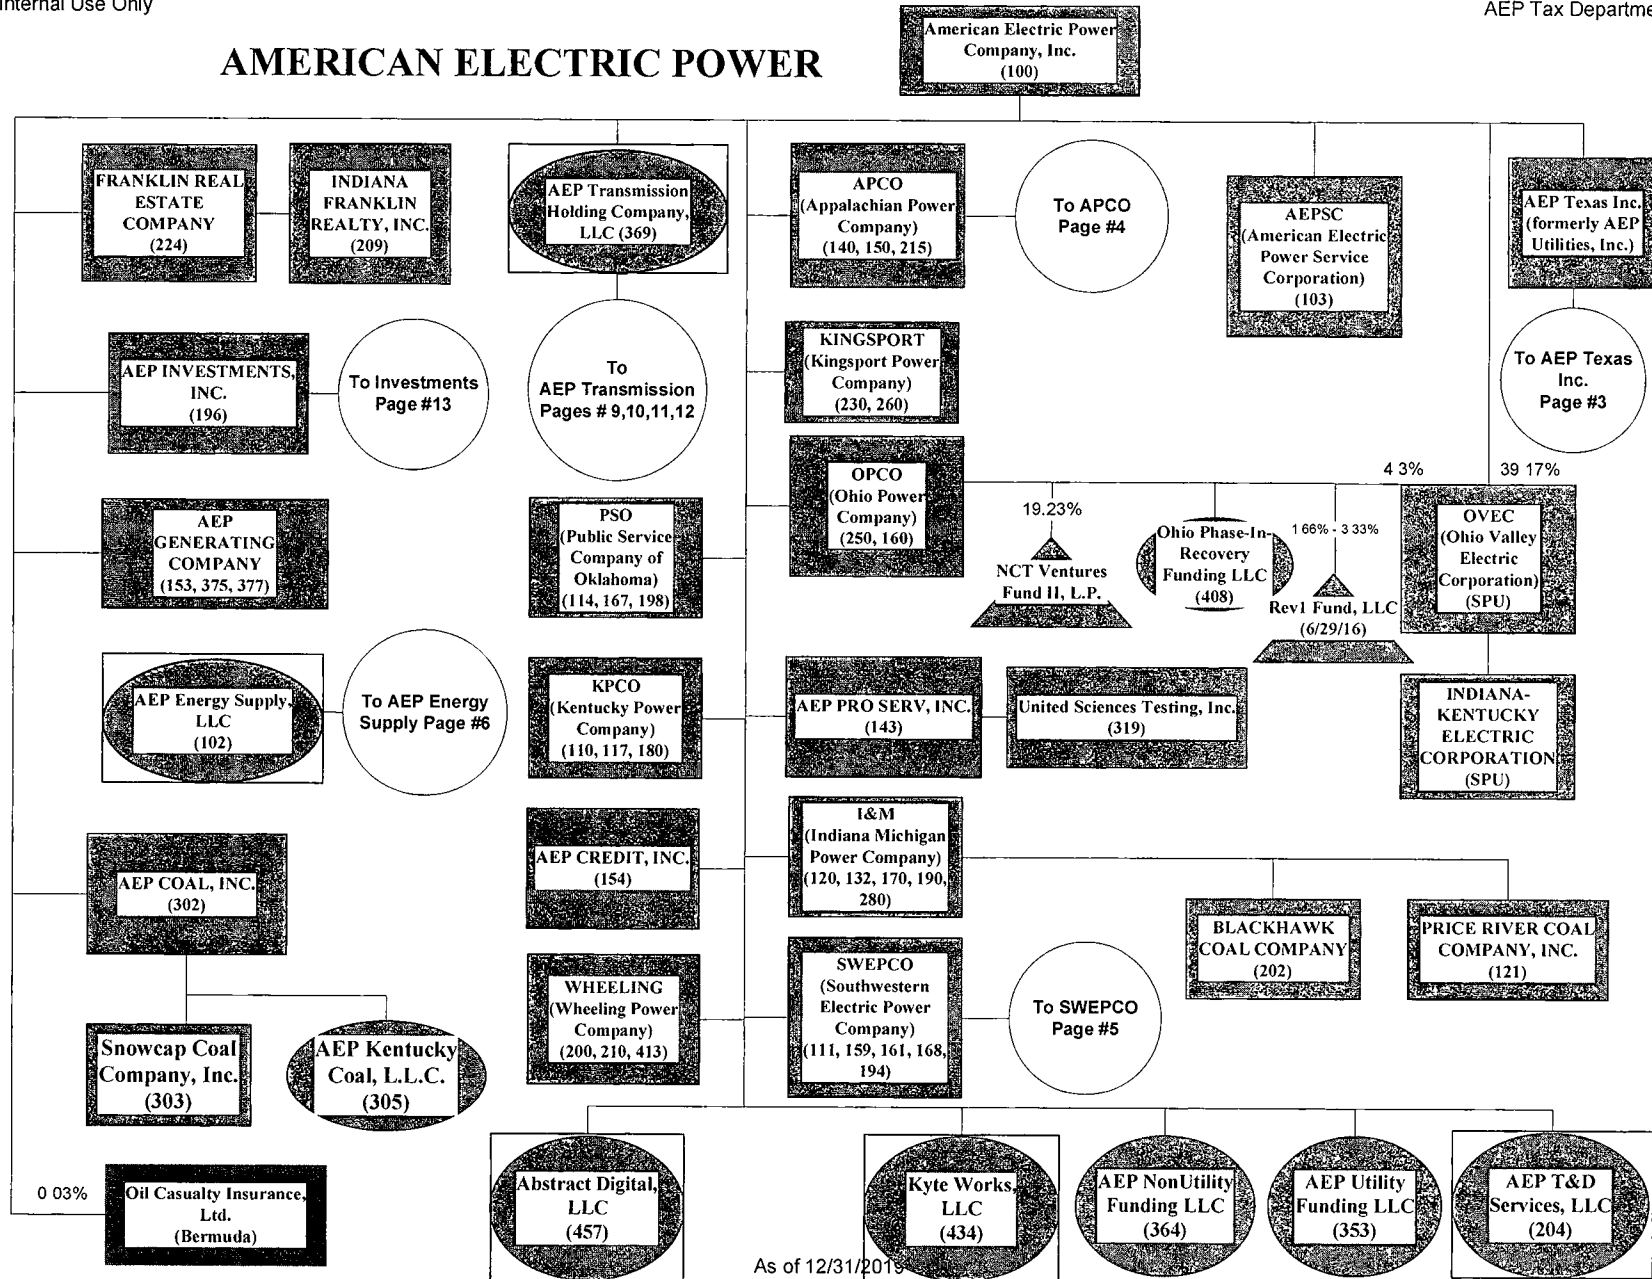 Internal Use Only
AEP Tax Departme
AMERICAN ELECTRIC POWER
American Electric Power
Company, Inc.
(100)
FRANKLIN REAL
ESTATE
COMPANY
(224)
INDIANA
FRANKLIN
REALTY, INC.
(209)
AEP Transmission
Holding Company,
LLC (369)
APCO
(Appalachian Power
Company)
(140, 150, 215)
To APCO
Page #4
AEPSC
(American Electric
Power Service
Corporation)
(103)
AEP Texas Inc.
(formerly AEP
Utilities, Inc.)
AEP INVESTMENTS,
INC.
(196)
To Investments
Page #13
To
AEP Transmission
Pages # 9,10,11,12
KINGSPORT
(Kingsport Power
Company)
(230, 260)
To AEP Texas
Inc.
Page #3
AEP
GENERATING
COMPANY
(153, 375, 377)
PSO
(Public Service
Company of
Oklahoma)
(114, 167, 198)
OPCO
(Ohio Power
Company)
(250, 160)
19.23%
NCT Ventures
Fund II, L.P.
Ohio Phase-In-
Recovery
Funding LLC
(408)
1 66% - 3 33%
Rev1 Fund, LLC
(6/29/16)
4 3%
39 17%
OVEC
(Ohio Valley
Electric
Corporation)
(SPU)
AEP Energy Supply,
LLC
(102)
To AEP Energy
Supply Page #6
KPCO
(Kentucky Power
Company)
(110, 117, 180)
AEP PRO SERV, INC.
(143)
United Sciences Testing, Inc.
(319)
INDIANA-
KENTUCKY
ELECTRIC
CORPORATION
(SPU)
AEP COAL, INC.
(302)
AEP CREDIT, INC.
(154)
I&M
(Indiana Michigan
Power Company)
(120, 132, 170, 190,
280)
BLACKHAWK
COAL COMPANY
(202)
PRICE RIVER COAL
COMPANY, INC.
(121)
Snowcap Coal
Company, Inc.
(303)
AEP Kentucky
Coal, L.L.C.
(305)
WHEELING
(Wheeling Power
Company)
(200, 210, 413)
SWEPCO
(Southwestern
Electric Power
Company)
(111, 159, 161, 168,
194)
To SWEPCO
Page #5
0 03%
Oil Casualty Insurance,
Ltd.
(Bermuda)
Abstract Digital,
LLC
(457)
Kyte Works,
LLC
(434)
AEP NonUtility
Funding LLC
(364)
AEP Utility
Funding LLC
(353)
AEP T&D
Services, LLC
(204)
As of 12/31/2019